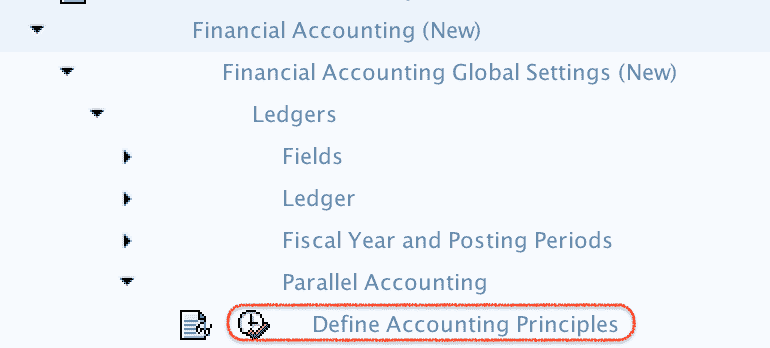 Financial Accounting (New)
Financial Accounting Global Settings (New)
Ledgers
Fields
Ledger
Fiscal Year and Posting Periods
Parallel Accounting
Define Accounting Principles